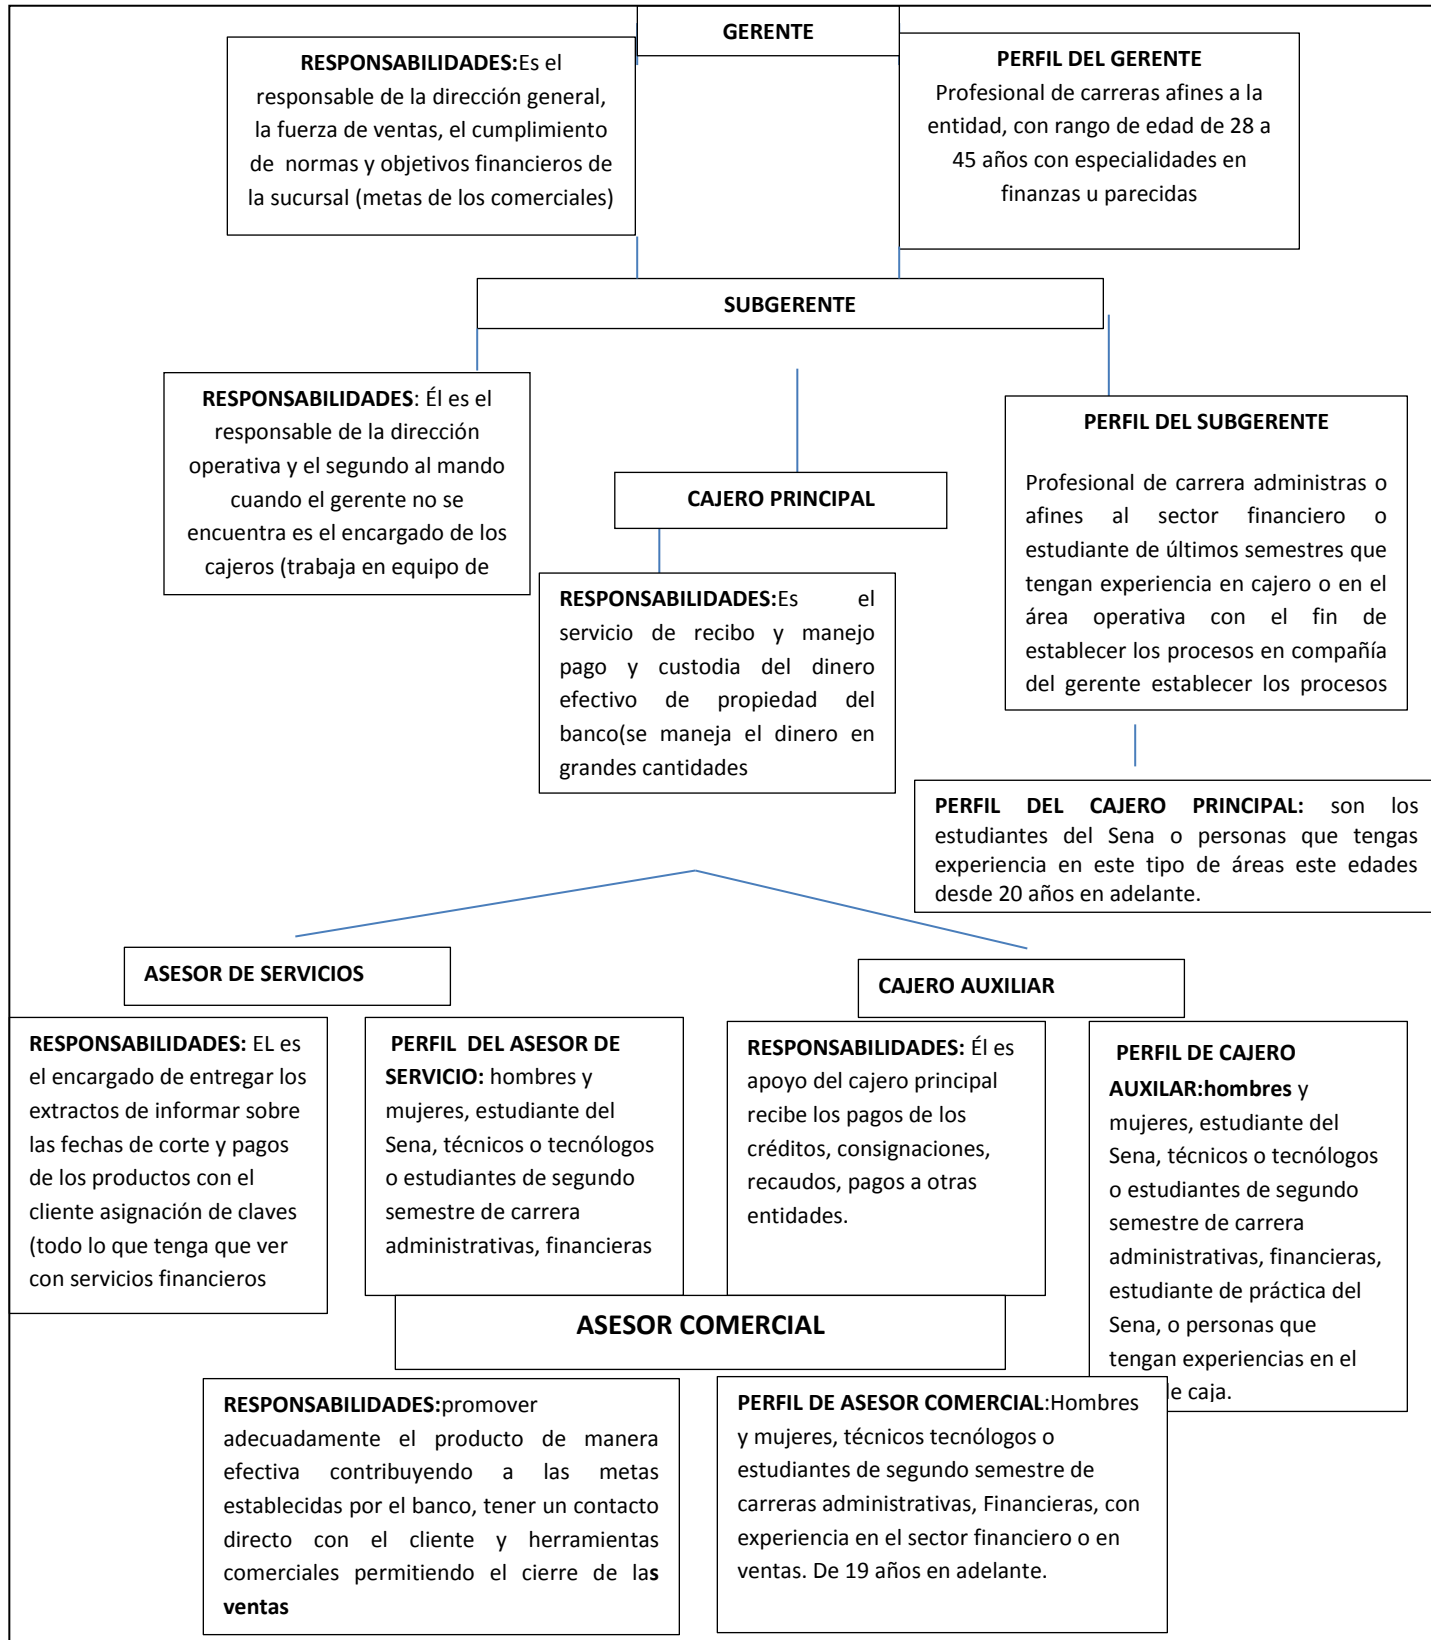 GERENTE
RESPONSABILIDADES:Es el
responsable de la dirección general,
la fuerza de ventas, el cumplimiento
de normas y objetivos financieros de
la sucursal (metas de los comerciales)
PERFIL DEL GERENTE
Profesional de carreras afines a la
entidad, con rango de edad de 28 a
45 años con especialidades en
finanzas u parecidas
SUBGERENTE
RESPONSABILIDADES: Él es el
responsable de la dirección
operativa y el segundo al mando
cuando el gerente no se
encuentra es el encargado de los
cajeros (trabaja en equipo de
CAJERO PRINCIPAL
PERFIL DEL SUBGERENTE
Profesional de carrera administras o
afines al sector financiero o
estudiante de últimos semestres que
tengan experiencia en cajero o en el
área operativa con el fin de
establecer los procesos en compañía
del gerente establecer los procesos
RESPONSABILIDADES:Es el
servicio de recibo y manejo
pago y custodia del dinero
efectivo de propiedad del
banco(se maneja el dinero en
grandes cantidades
PERFIL DEL CAJERO PRINCIPAL: son los
estudiantes del Sena o personas que tengas
experiencia en este tipo de áreas este edades
desde 20 años en adelante.
ASESOR DE SERVICIOS
CAJERO AUXILIAR
RESPONSABILIDADES: EL es
el encargado de entregar los
extractos de informar sobre
las fechas de corte y pagos
de los productos con el
cliente asignación de claves
(todo lo que tenga que ver
con servicios financieros
PERFIL DEL ASESOR DE
SERVICIO: hombres y
mujeres, estudiante del
Sena, técnicos o tecnólogos
o estudiantes de segundo
semestre de carrera
administrativas, financieras
RESPONSABILIDADES: Él es
apoyo del cajero principal
recibe los pagos de los
créditos, consignaciones,
recaudos, pagos a otras
entidades.
PERFIL DE CAJERO
AUXILAR:hombres y
mujeres, estudiante del
Sena, técnicos o tecnólogos
o estudiantes de segundo
semestre de carrera
administrativas, financieras,
estudiante de práctica del
Sena, o personas que
tengan experiencias en el
caja.
ASESOR COMERCIAL
RESPONSABILIDADES:promover
adecuadamente el producto de manera
efectiva contribuyendo a las metas
establecidas por el banco, tener un contacto
directo con el cliente y herramientas
comerciales permitiendo el cierre de las
ventas
PERFIL DE ASESOR COMERCIAL:Hombres
y mujeres, técnicos tecnólogos o
estudiantes de segundo semestre de
carreras administrativas, Financieras, con
experiencia en el sector financiero o en
ventas. De 19 años en adelante.